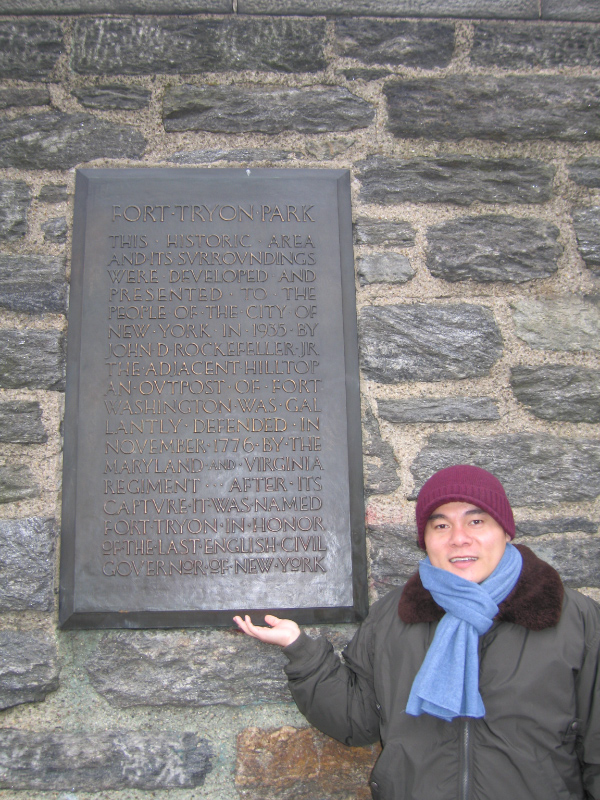 FORT·TRYON·PARK
THIS · HISTORIC · AREA
AND ITS SVRROVNDINGS
WERE DEVELOPED AND
PRESENTED · TO · THE
PEOPLE OF THE CITY OF
NEW·YORK IN 1935·BY
JOHN·D·ROCKEFELLER·JR
THE ADJACENT HILLTOP
AN OVTPOST · OF · FORT
WASHINGTON·WAS·GAL
LANTLY · DEFENDED · IN
NOVEMBER·1776·BY·THE
MARYLAND·AND·VIRGINIA
REGIMENT ··· AFTER · ITS
CAPTVRE·IT·WAS·NAMED
FORT·TRYON·IN·HONOR
OF·THE·LAST·ENGLISH·CIVIL
GOVERNOR·OF·NEW·YORK